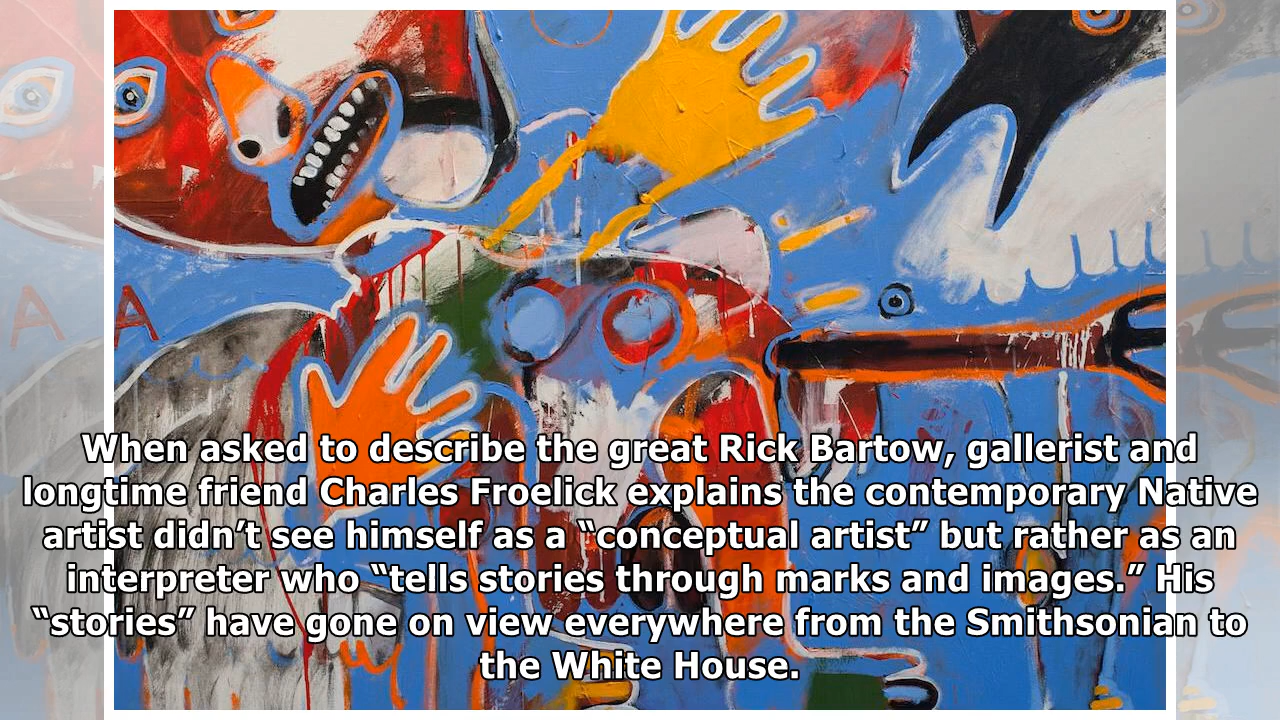 A
A
When asked to describe the great Rick Bartow, gallerist and
longtime friend Charles Froelick explains the contemporary Native
artist didn’t see himself as a “conceptual artist” but rather as an
interpreter who “tells stories through marks and images.” His
“stories” have gone on view everywhere from the Smithsonian to
the White House.